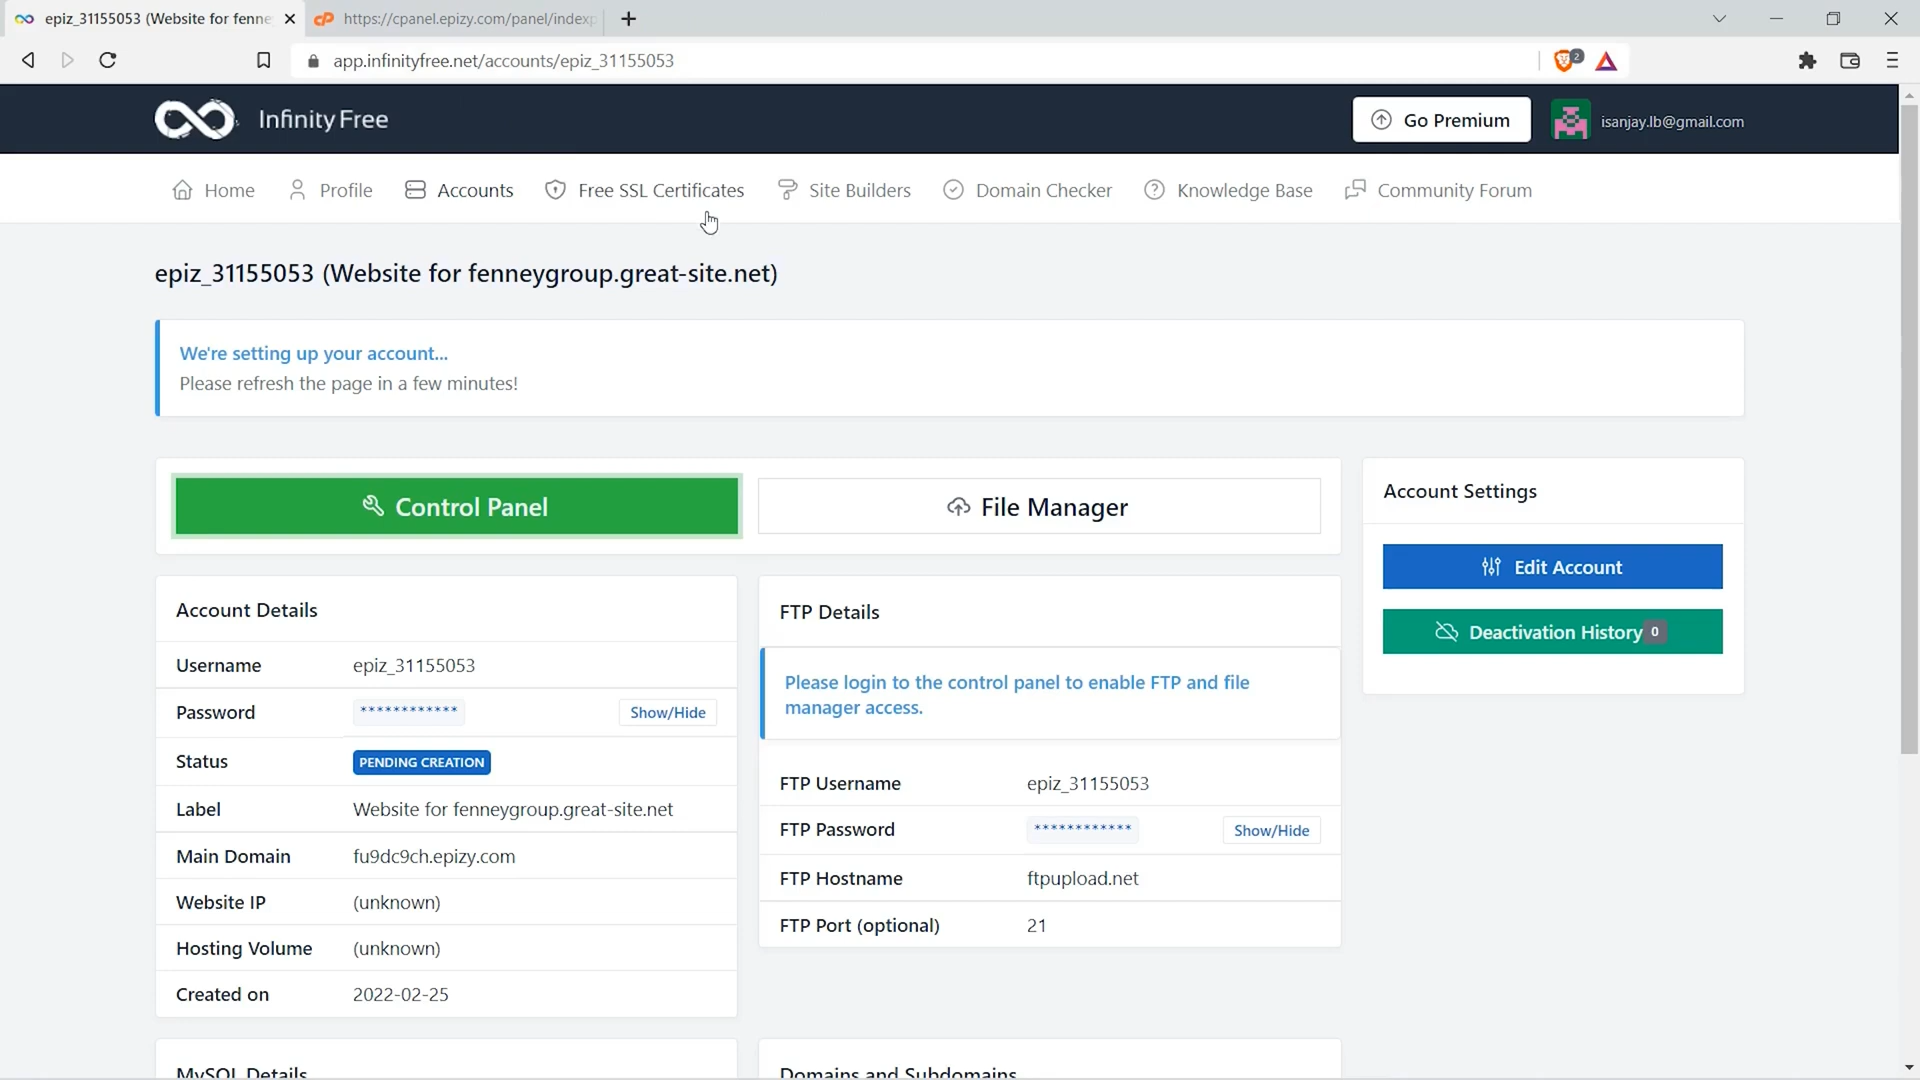 epiz_31155053 (Website for fenne
https://cpanel.epizy.com/panel/indexp
app.infinityfree.net/accounts/epiz_31155053
2
Infinity Free
Go Premium
isanjay.lb@gmail.com
Home
Profile
Accounts
Free SSL Certificates
Site Builders
Domain Checker
Knowledge Base
Community Forum
epiz_31155053 (Website for fenneygroup.great-site.net)
We're setting up your account...
Please refresh the page in a few minutes!
Control Panel
File Manager
Account Settings
Edit Account
Deactivation History 0
Account Details
Username epiz_31155053
Password ************ Show/Hide
Status PENDING CREATION
Label Website for fenneygroup.great-site.net
Main Domain fu9dc9ch.epizy.com
Website IP (unknown)
Hosting Volume (unknown)
Created on 2022-02-25
FTP Details
Please login to the control panel to enable FTP and file
manager access.
FTP Username epiz_31155053
FTP Password ************ Show/Hide
FTP Hostname ftpupload.net
FTP Port (optional) 21
MySQL Details
Domains and Subdomains